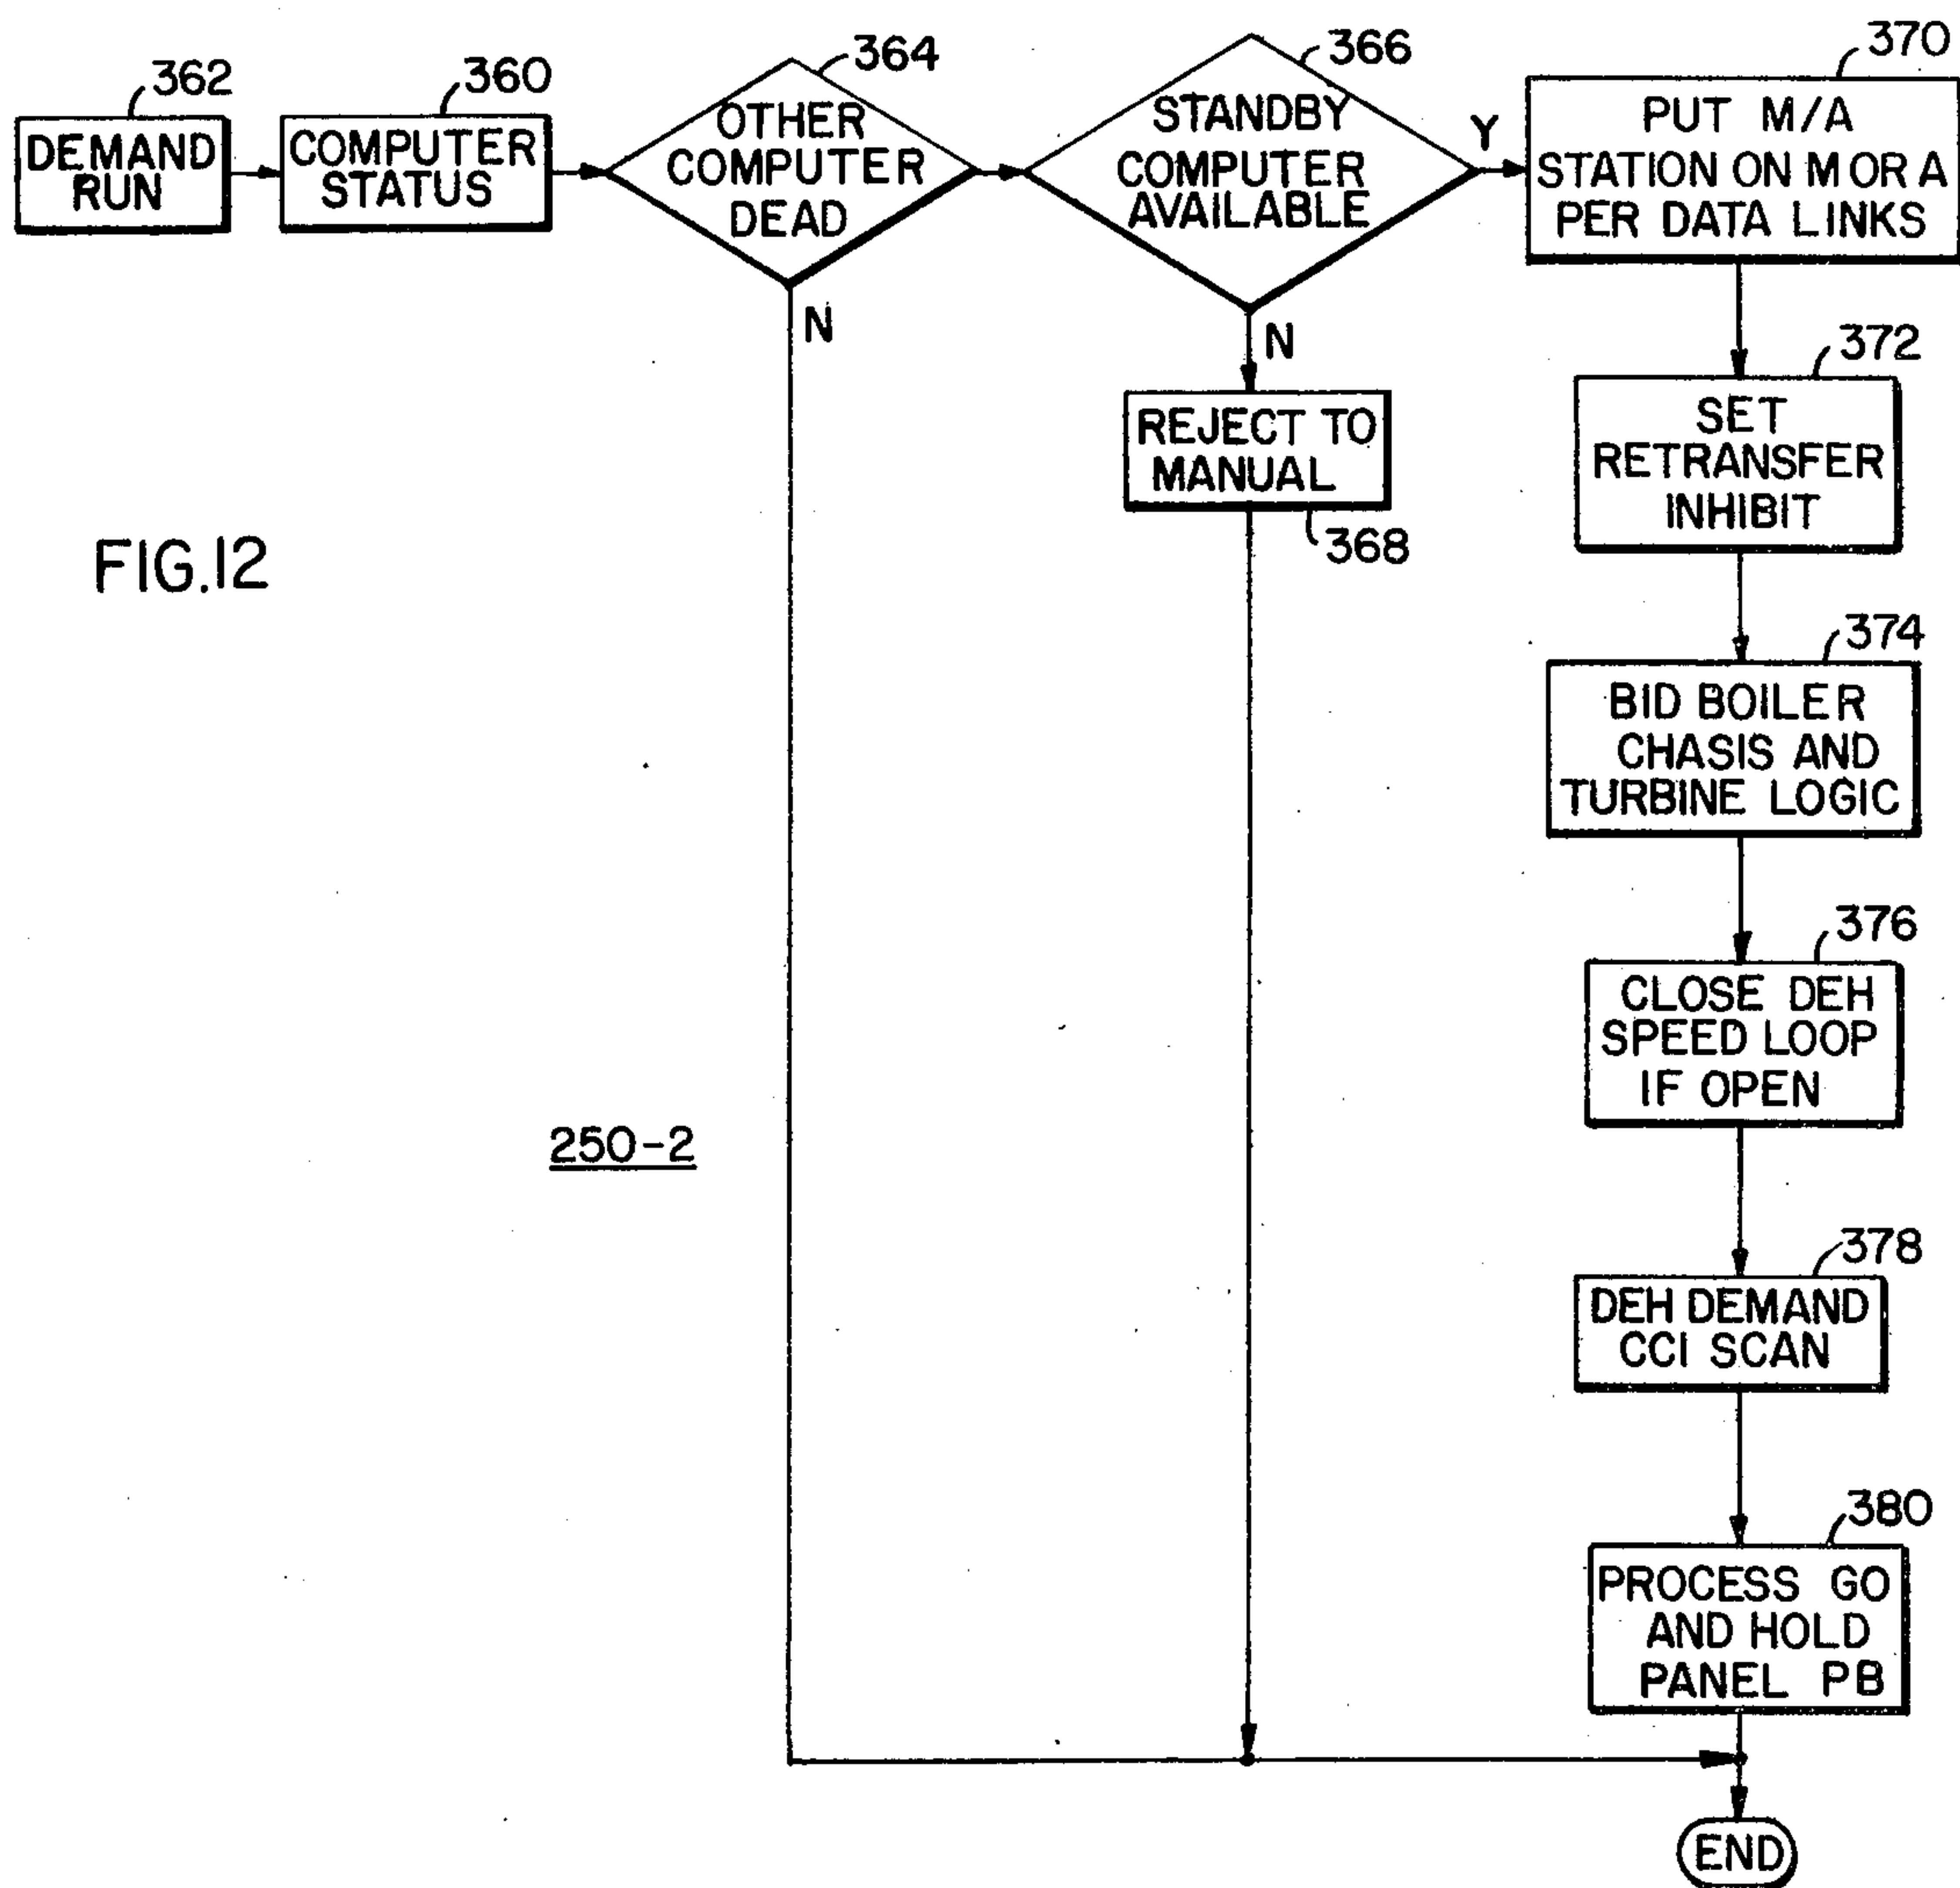 362
DEMAND
RUN
360
COMPUTER
STATUS
364
OTHER
COMPUTER
DEAD
N
366
STANDBY
COMPUTER
AVAILABLE
Y
N
370
PUT M/A
STATION ON M OR A
PER DATA LINKS
REJECT TO
MANUAL
368
372
SET
RETRANSFER
INHIBIT
FIG.12
374
BID BOILER
CHASIS AND
TURBINE LOGIC
376
CLOSE DEH
SPEED LOOP
IF OPEN
250-2
378
DEH DEMAND
CCI SCAN
380
PROCESS GO
AND HOLD
PANEL PB
END